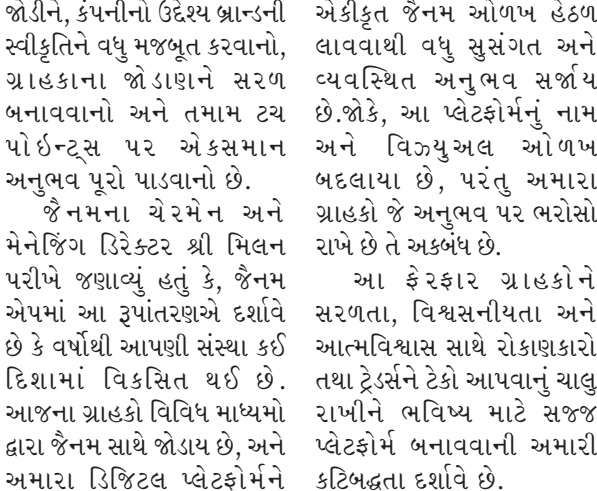 જોડીને, કંપનીનો ઉદ્દેશ્ય બ્રાન્ડની
સ્વીકૃતિને વધુ મજબૂત કરવાનો,
ગ્રાહકાના જોડાણને સરળ
બનાવવાનો અને તમામ ટચ
પોઇન્ટ્સ પર એકસમાન
અનુભવ પૂરો પાડવાનો છે.
જૈનમના ચેરમેન અને
મેનેજિંગ ડિરેક્ટર શ્રી મિલન
પરીખે જણાવ્યું હતું કે, જૈનમ
એપમાં આ રૂપાંતરણએ દર્શાવે
છે કે વર્ષોથી આપણી સંસ્થા કઈ
દિશામાં વિકસિત થઈ છે.
આજના ગ્રાહકો વિવિધ માધ્યમો
દ્વારા જૈનમ સાથે જોડાય છે, અને
અમારા ડિજિટલ પ્લેટફોર્મને
એકીકૃત જૈનમ ઓળખ હેઠળ
લાવવાથી વધુ સુસંગત અને
વ્યવસ્થિત અનુભવ સર્જાય
છે.જોકે, આ પ્લેટફોર્મનું નામ
અને વિઝ્યુઅલ ઓળખ
બદલાયા છે, પરંતુ અમારા
ગ્રાહકો જે અનુભવ પર ભરોસો
રાખે છે તે અકબંધ છે.
આ ફેરફાર ગ્રાહકોને
સરળતા, વિશ્વસનીયતા અને
આત્મવિશ્વાસ સાથે રોકાણકારો
તથા ટ્રેડર્સને ટેકો આપવાનું ચાલુ
રાખીને ભવિષ્ય માટે સજ્જ
પ્લેટફોર્મ બનાવવાની અમારી
કટિબદ્ધતા દર્શાવે છે.